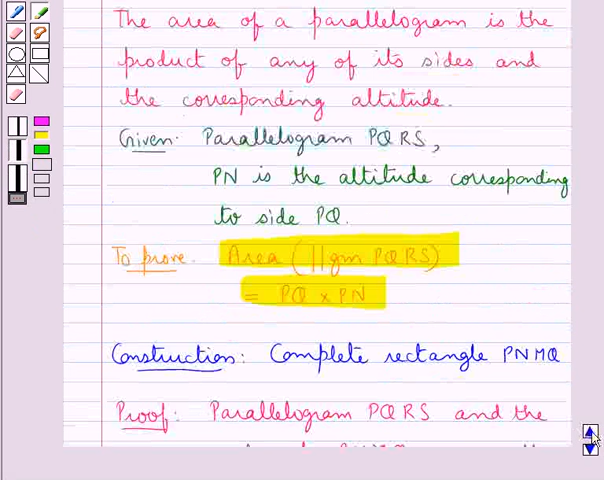 The area of a parallelogram is the
product of any of its sides and
the corresponding altitude.
Given. Parallelogram PQRS,
PN is the altitude corresponding
to side PQ.
To prove. Area (||gm PQRS)
= PQ × PN
Construction: Complete rectangle PNMQ
Proof: Parallelogram PQRS and the